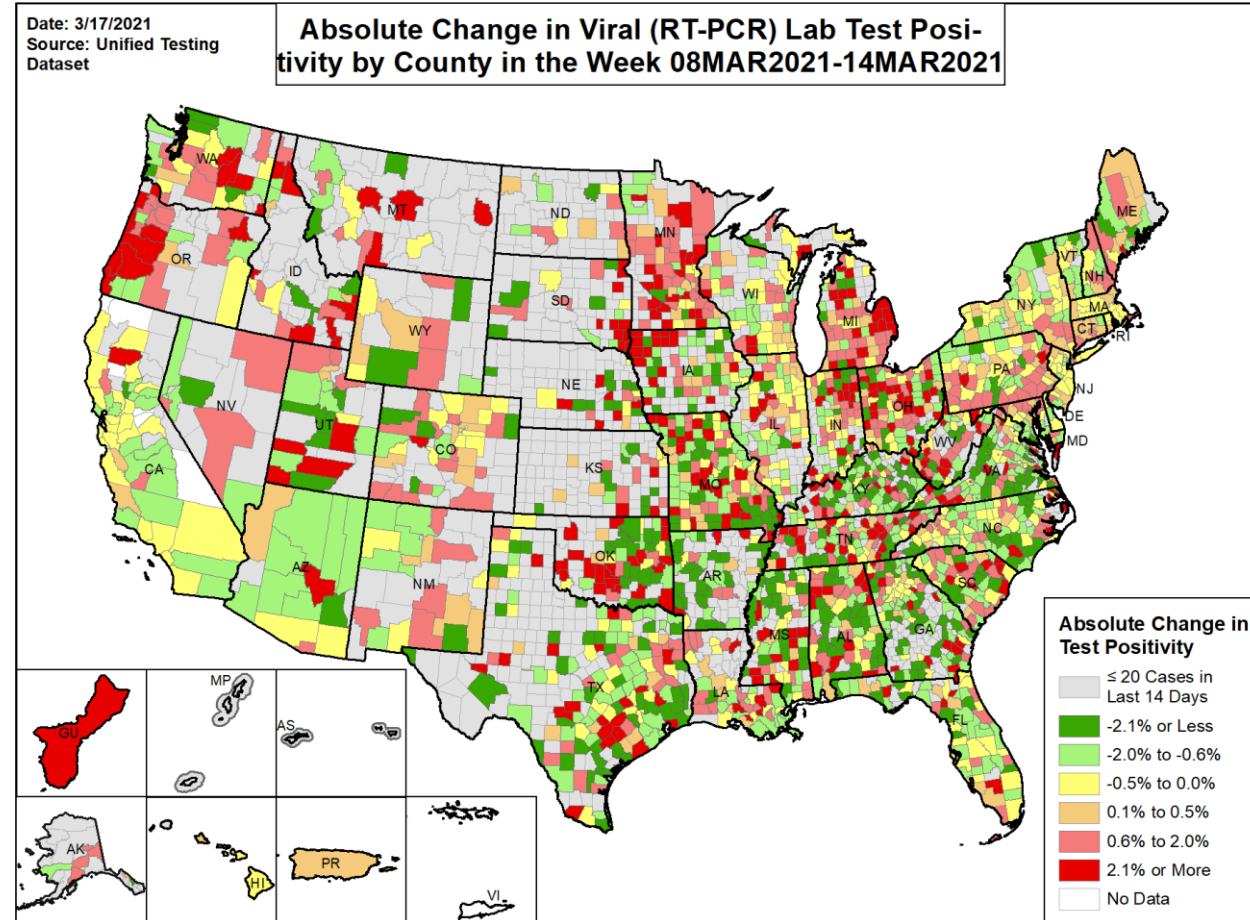 Date: 3/17/2021
Source: Unified Testing
Dataset
Absolute Change in Viral (RT-PCR) Lab Test Posi-
tivity by County in the Week 08MAR2021-14MAR2021
WA
MT
ND
MN
ME
OR
ID
SD
WI
VT
NH
NY
MA
CT
RI
WY
MI
IA
PA
NJ
NE
NV
UT
CO
IL
IN
OH
DE
MD
WV
VA
CA
KS
MO
KY
NC
TN
AZ
NM
OK
AR
SC
MS
AL
GA
TX
LA
FL
GU
MP
AS
AK
HI
PR
VI
Absolute Change in
Test Positivity
≤ 20 Cases in
Last 14 Days
-2.1% or Less
-2.0% to -0.6%
-0.5% to 0.0%
0.1% to 0.5%
0.6% to 2.0%
2.1% or More
No Data